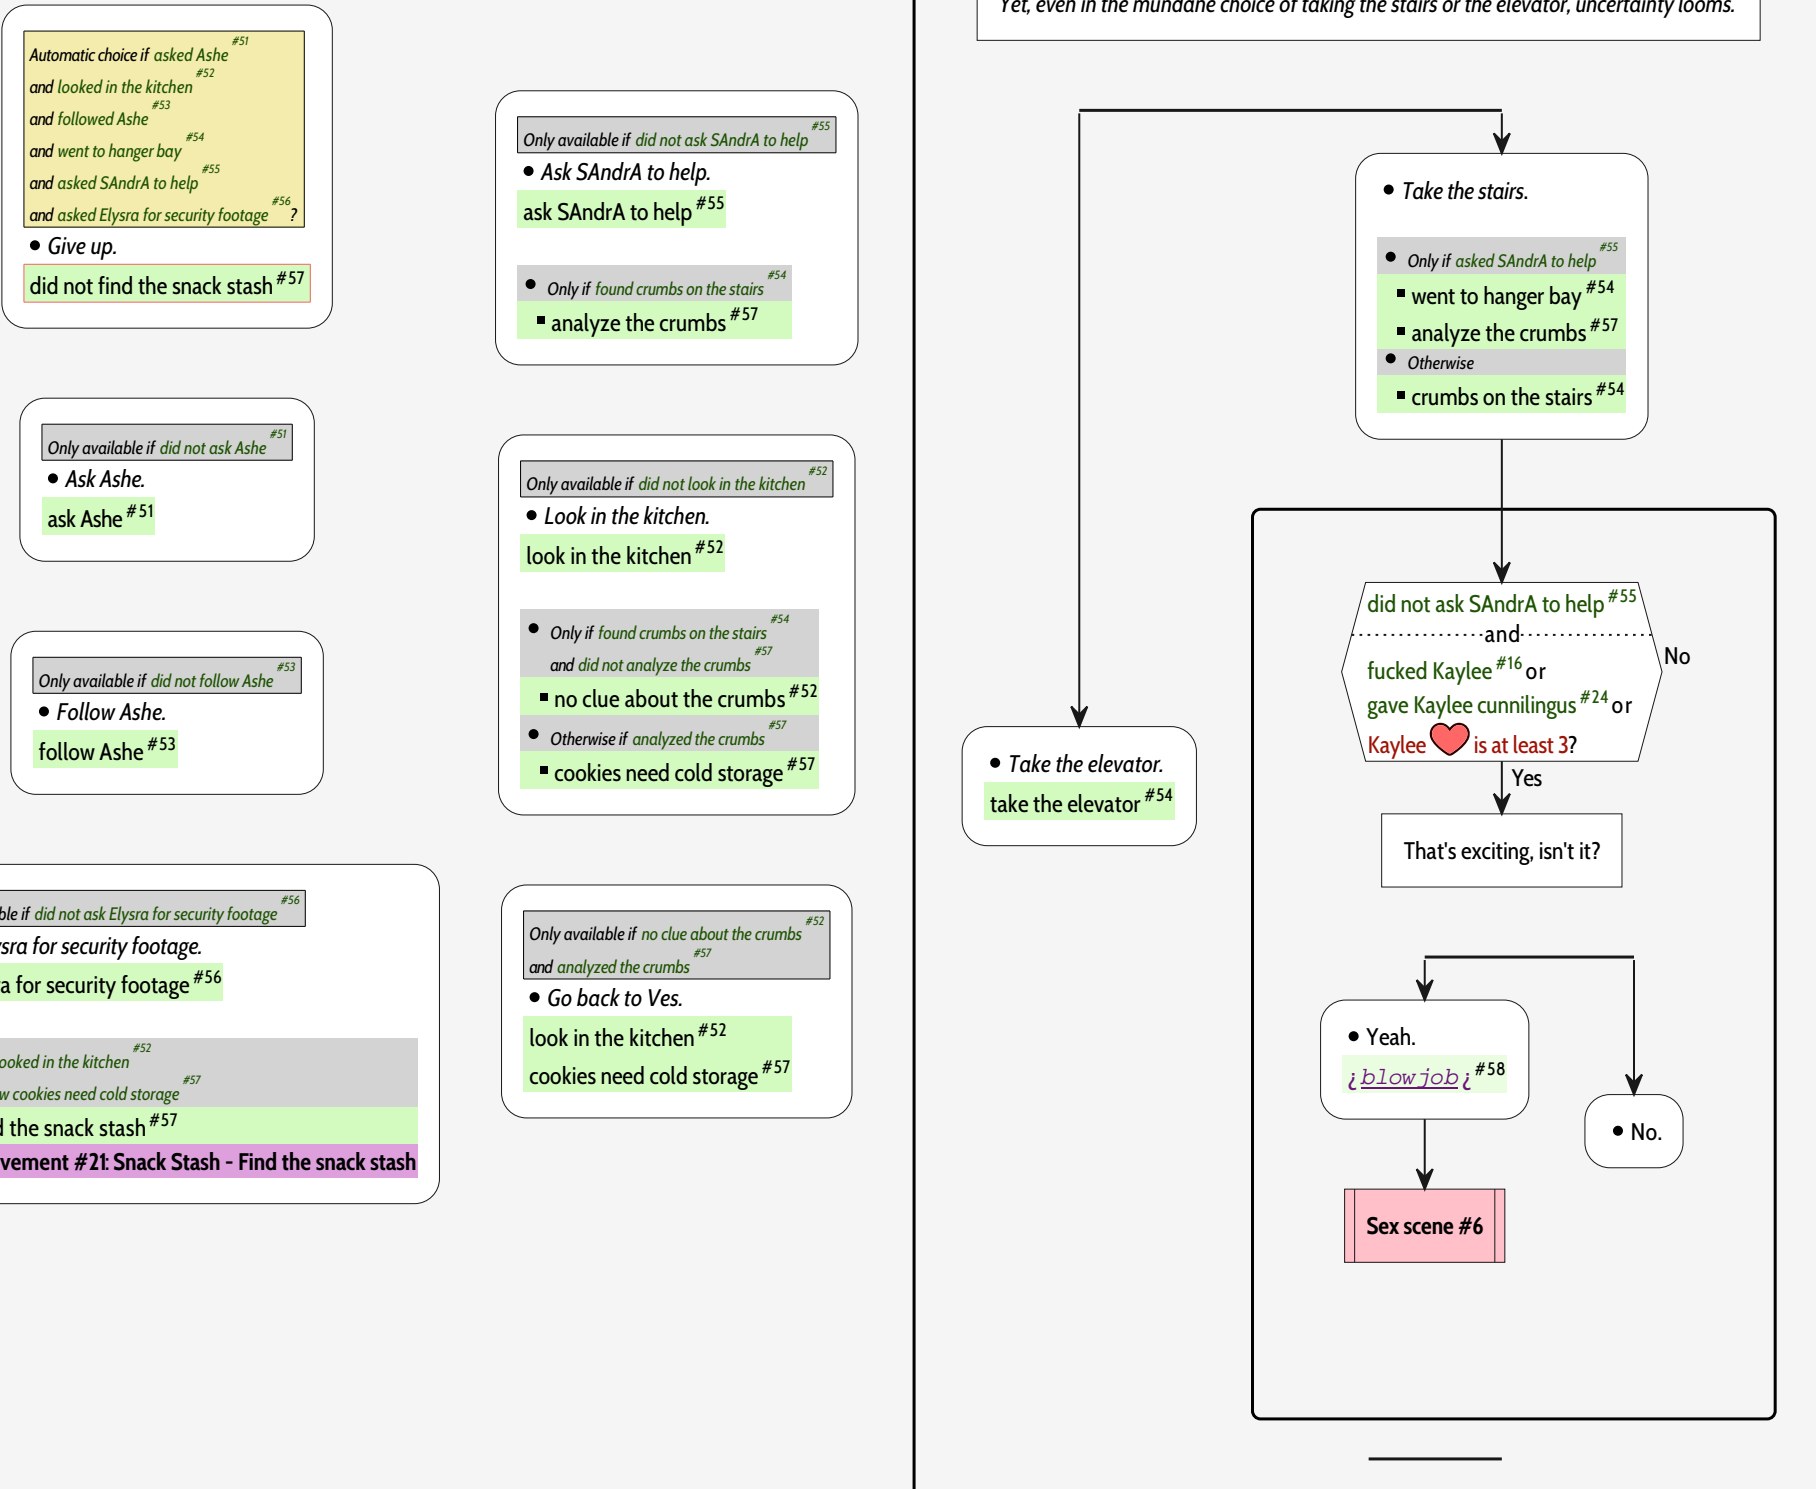 Yet, even in the mundane choice of taking the stairs or the elevator, uncertainty looms.
Automatic choice if asked Ashe #51
and looked in the kitchen #52
and followed Ashe #53
and went to hanger bay #54
and asked SAndrA to help #55
and asked Elysra for security footage #56 ?
• Give up.
did not find the snack stash #57
Only available if did not ask Ashe #51
• Ask Ashe.
ask Ashe #51
Only available if did not follow Ashe #53
• Follow Ashe.
follow Ashe #53
ble if did not ask Elysra for security footage #56
sra for security footage.
a for security footage #56
ooked in the kitchen #52
w cookies need cold storage #57
d the snack stash #57
vement #21: Snack Stash - Find the snack stash
Only available if did not ask SAndrA to help #55
• Ask SAndrA to help.
ask SAndrA to help #55
• Only if found crumbs on the stairs #54
▪ analyze the crumbs #57
Only available if did not look in the kitchen #52
• Look in the kitchen.
look in the kitchen #52
• Only if found crumbs on the stairs #54
and did not analyze the crumbs #57
▪ no clue about the crumbs #52
• Otherwise if analyzed the crumbs #57
▪ cookies need cold storage #57
Only available if no clue about the crumbs #52
and analyzed the crumbs #57
• Go back to Ves.
look in the kitchen #52
cookies need cold storage #57
• Take the elevator.
take the elevator #54
• Take the stairs.
• Only if asked SAndrA to help #55
▪ went to hanger bay #54
▪ analyze the crumbs #57
• Otherwise
▪ crumbs on the stairs #54
did not ask SAndrA to help #55
and
fucked Kaylee #16 or
gave Kaylee cunnilingus #24 or
Kaylee ❤ is at least 3?
No
Yes
That's exciting, isn't it?
• Yeah.
¿blowjob¿ #58
• No.
Sex scene #6